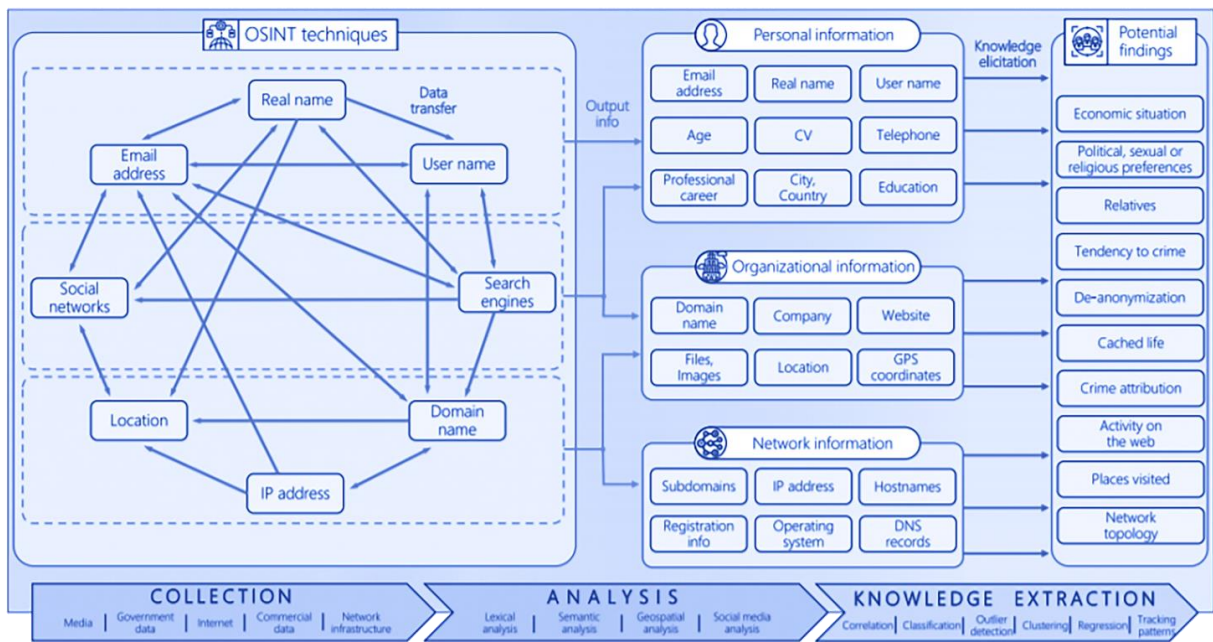 OSINT techniques
Real name
Data
transfer
Email
address
User name
Social
networks
Search
engines
Location
Domain
name
IP address
Output
info
Personal information
Email
address
Real name
User name
Age
CV
Telephone
Professional
career
City,
Country
Education
Organizational information
Domain
name
Company
Website
Files,
Images
Location
GPS
coordinates
Network information
Subdomains
IP address
Hostnames
Registration
info
Operating
system
DNS
records
Knowledge
elicitation
Potential
findings
Economic situation
Political, sexual or
religious preferences
Relatives
Tendency to crime
De-anonymization
Cached life
Crime attribution
Activity on
the web
Places visited
Network
topology
COLLECTION
Media
Government
data
Internet
Commercial
data
Network
infrastructure
ANALYSIS
Lexical
analysis
Semantic
analysis
Geospatial
analysis
Social media
analysis
KNOWLEDGE EXTRACTION
Correlation
Classification
Outlier
detection
Clustering
Regression
Tracking
patterns